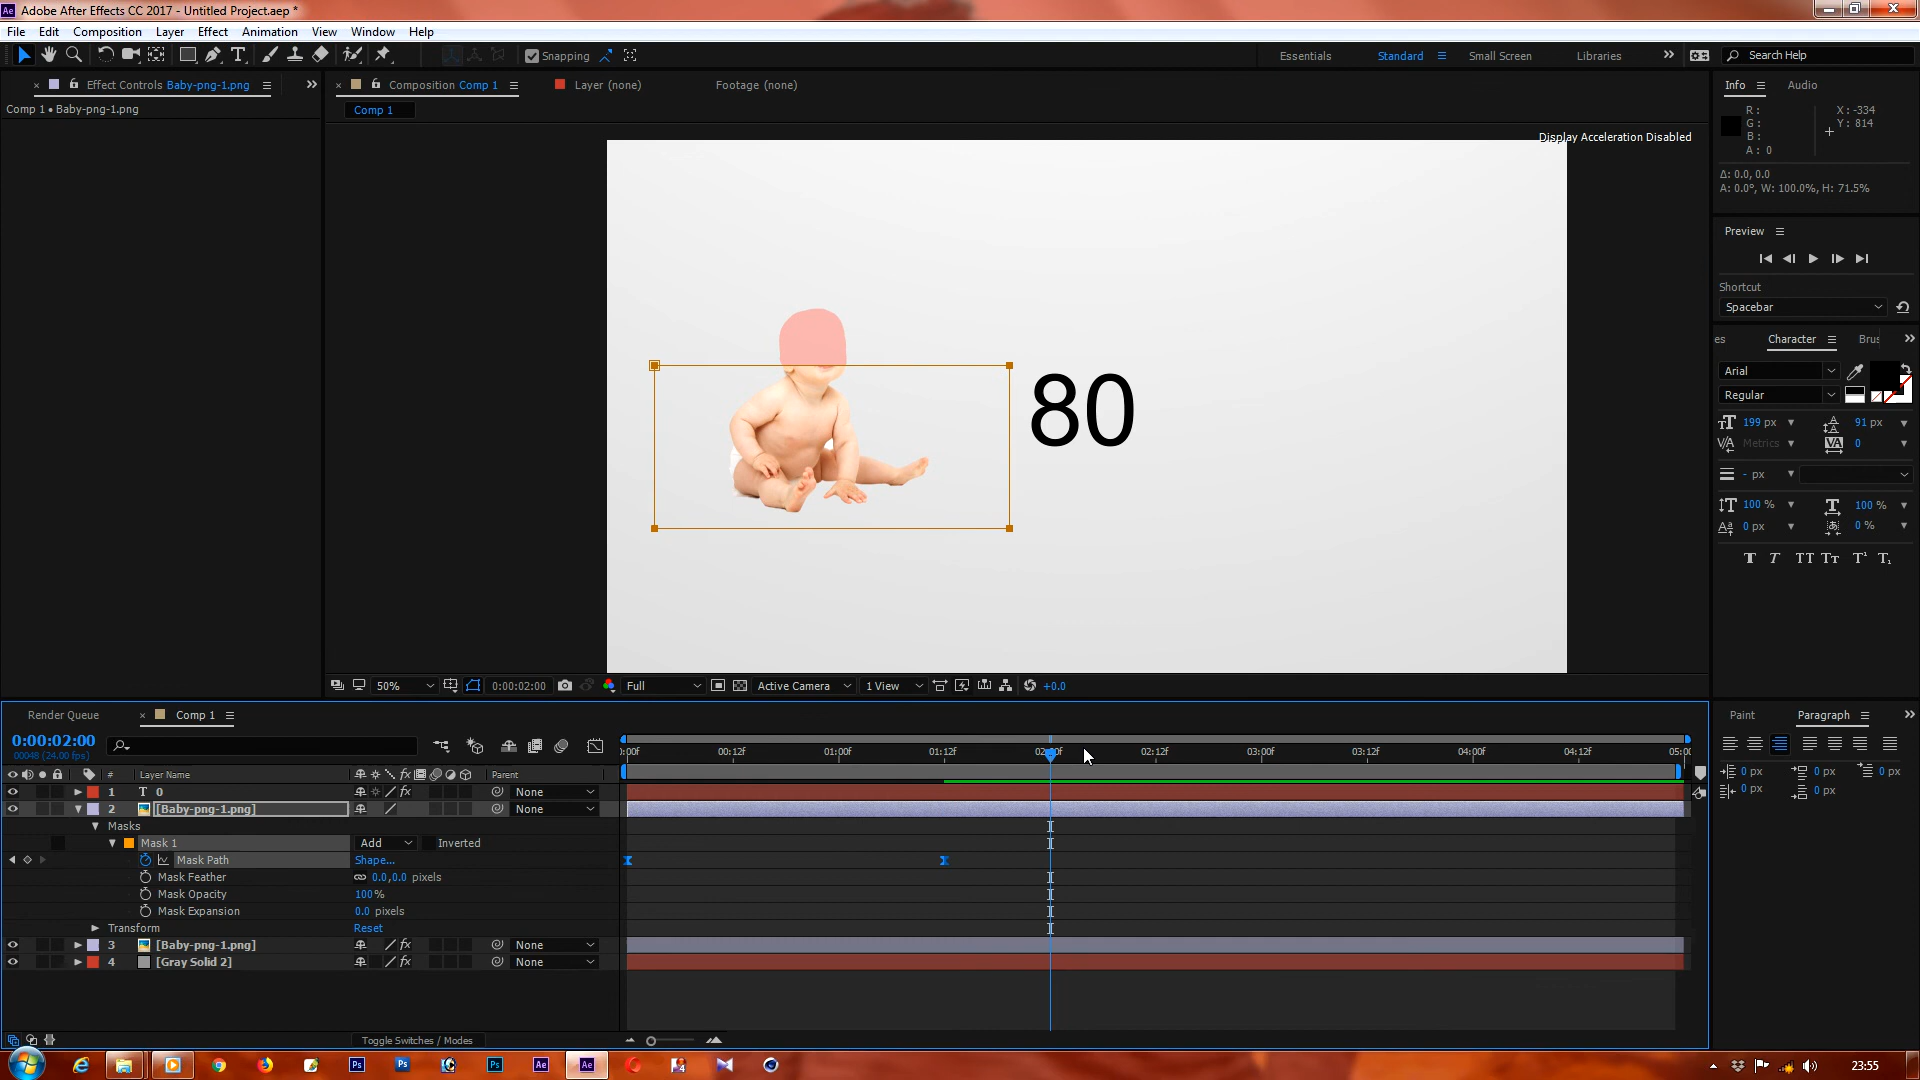 Adobe After Effects CC 2017 - Untitled Project.aep *
File Edit Composition Layer Effect Animation View Window Help
Snapping
Essentials Standard Small Screen Libraries Search Help
Effect Controls Baby-png-1.png
Composition Comp 1
Layer (none)
Footage (none)
Info Audio
Comp 1 • Baby-png-1.png
Comp 1
R :
G :
B :
A : 0
X : -334
Y : 814
Display Acceleration Disabled
Δ: 0.0, 0.0
A: 0.0°, W: 100.0%, H: 71.5%
Preview
Shortcut
Spacebar
es Character Brus
Arial
Regular
80
199 px 91 px
Metrics 0
- px
100 % 100 %
0 px 0 %
50% 0:00:02:00 Full Active Camera 1 View +0.0
Render Queue Comp 1
Paint Paragraph
0:00:02:00
00048 (24.00 fps)
:00f 00:12f 01:00f 01:12f 02:00f 02:12f 03:00f 03:12f 04:00f 04:12f 05:00
# Layer Name Parent
1 T 0 None
2 [Baby-png-1.png] None
Masks
Mask 1 Add Inverted
Mask Path Shape...
Mask Feather 0.0,0.0 pixels
Mask Opacity 100%
Mask Expansion 0.0 pixels
Transform Reset
3 [Baby-png-1.png] None
4 [Gray Solid 2] None
0 px 0 px 0 px
0 px 0 px
Toggle Switches / Modes
23:55